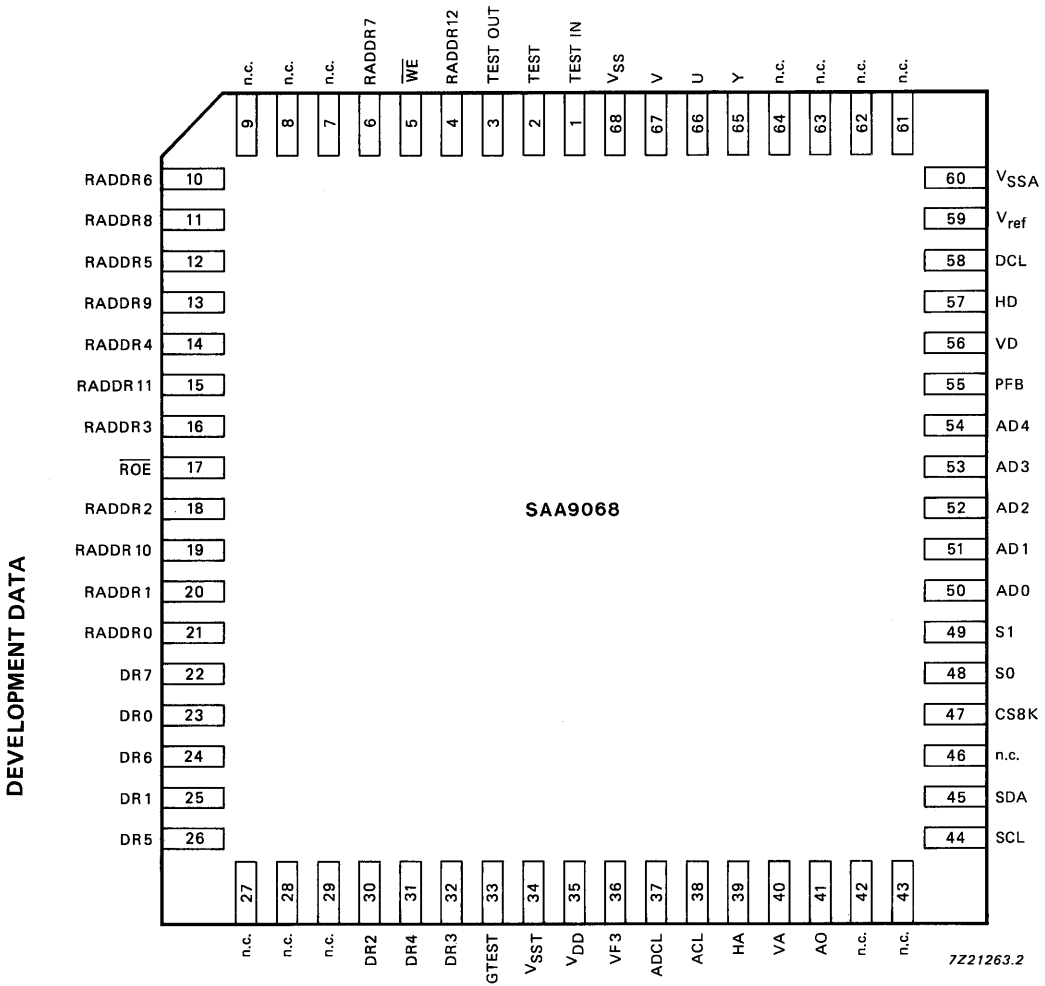 n.c.
n.c.
n.c.
RADDR7
W̅E̅
RADDR12
TEST OUT
TEST
TEST IN
VSS
V
U
Y
n.c.
n.c.
n.c.
n.c.
9 8 7 6 5 4 3 2 1 68 67 66 65 64 63 62 61
RADDR6 10
60 VSSA
RADDR8 11
59 Vref
RADDR5 12
58 DCL
RADDR9 13
57 HD
RADDR4 14
56 VD
RADDR11 15
55 PFB
RADDR3 16
54 AD4
R̅O̅E̅ 17
53 AD3
RADDR2 18
SAA9068
52 AD2
RADDR10 19
51 AD1
RADDR1 20
50 AD0
RADDR0 21
49 S1
DR7 22
48 S0
DR0 23
47 CS8K
DR6 24
46 n.c.
DR1 25
45 SDA
DR5 26
44 SCL
27 28 29 30 31 32 33 34 35 36 37 38 39 40 41 42 43
n.c.
n.c.
n.c.
DR2
DR4
DR3
GTEST
VSST
VDD
VF3
ADCL
ACL
HA
VA
AO
n.c.
n.c.
7Z21263.2
DEVELOPMENT DATA